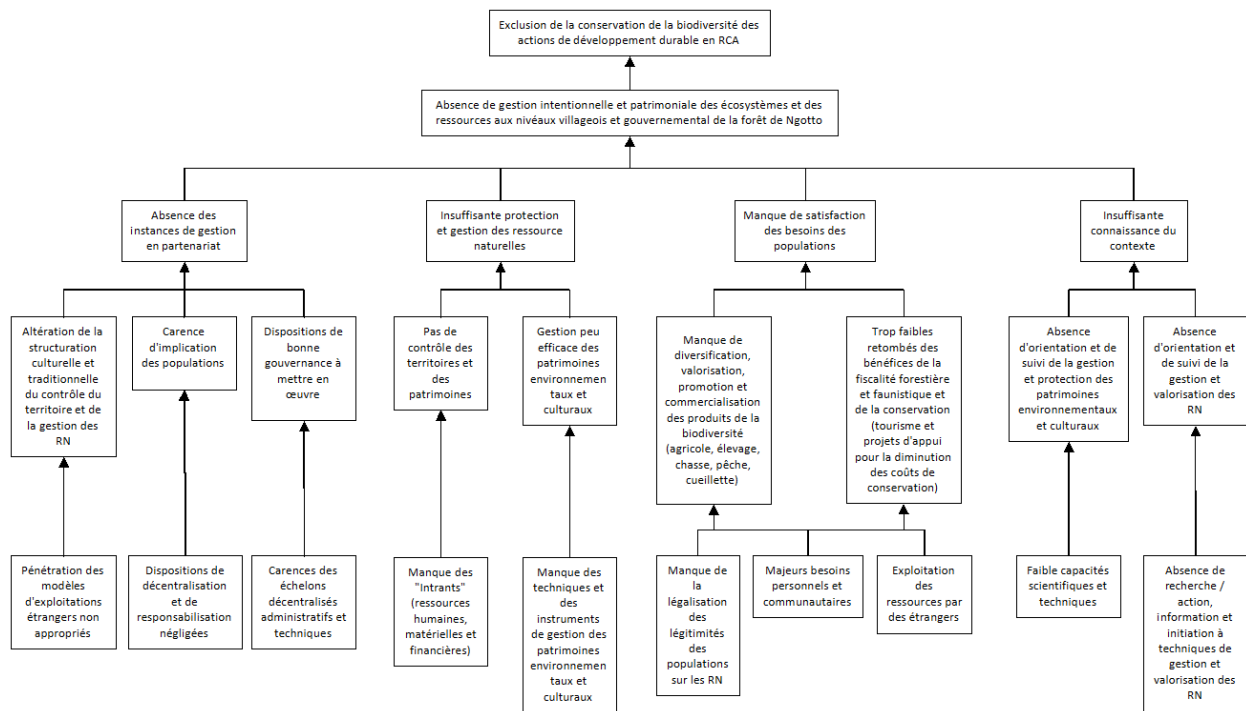 Exclusion de la conservation de la biodiversité des
actions de développement durable en RCA
Absence de gestion intentionnelle et patrimoniale des écosystèmes et des
ressources aux nivéaux villageois et gouvernemental de la forêt de Ngotto
Absence des
instances de gestion
en partenariat
Insuffisante protection
et gestion des ressource
naturelles
Manque de satisfaction
des besoins des
populations
Insuffisante
connaissance du
contexte
Altération de la
structuration
culturelle et
traditionnelle
du contrôle du
territoire et de
la gestion des
RN
Carence
d'implication
des populations
Dispositions de
bonne
gouvernance à
mettre en
œuvre
Pas de
contrôle des
territoires et
des
patrimoines
Gestion peu
efficace des
patrimoines
environnemen
taux et
culturaux
Manque de
diversification,
valorisation,
promotion et
commercialisation
des produits de la
biodiversité
(agricole, élevage,
chasse, pêche,
cueillette)
Trop faibles
retombés des
bénéfices de la
fiscalité forestière
et faunistique et
de la conservation
(tourisme et
projets d'appui
pour la diminution
des coûts de
conservation)
Absence
d'orientation et de
suivi de la gestion
et protection des
patrimoines
environnementaux
et culturaux
Absence
d'orientation et
de suivi de la
gestion et
valorisation des
RN
Pénétration des
modèles
d'exploitations
étrangers non
appropriés
Dispositions de
décentralisation
et de
responsabilisation
négligées
Carences des
échelons
décentralisés
administratifs et
techniques
Manque des
"Intrants"
(ressources
humaines,
matérielles et
financières)
Manque des
techniques et
des
instruments
de gestion des
patrimoines
environnemen
taux et
culturaux
Manque de
la
légalisation
des
légitimités
des
populations
sur les RN
Majeurs besoins
personnels et
communautaires
Exploitation
des
ressources par
des étrangers
Faible capacités
scientifiques et
techniques
Absence de
recherche /
action,
information et
initiation à
techniques de
gestion et
valorisation des
RN